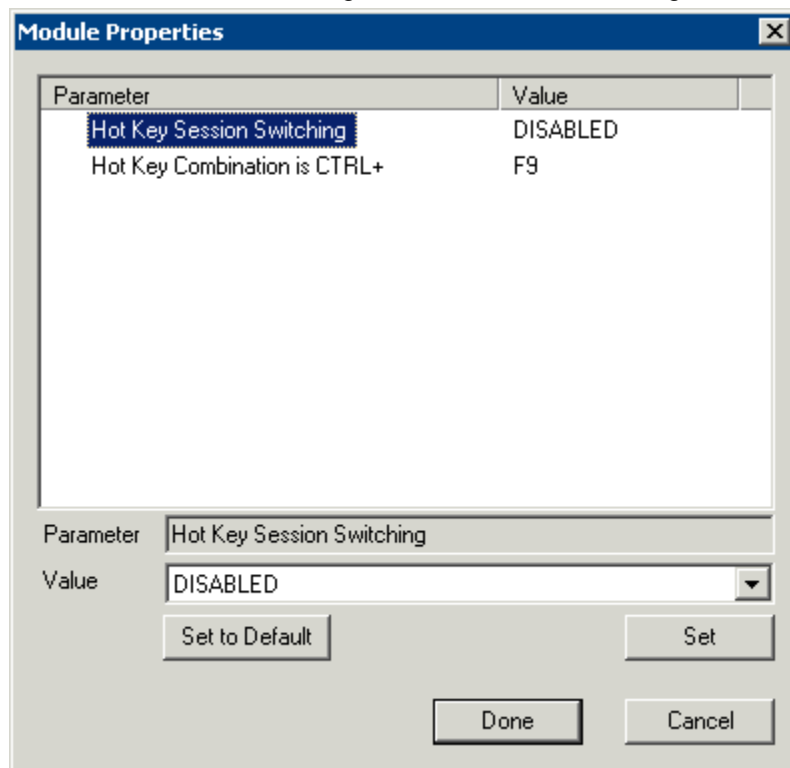 Module Properties
Parameter Value
Hot Key Session Switching DISABLED
Hot Key Combination is CTRL+ F9
Parameter Hot Key Session Switching
Value DISABLED
Set to Default Set
Done Cancel